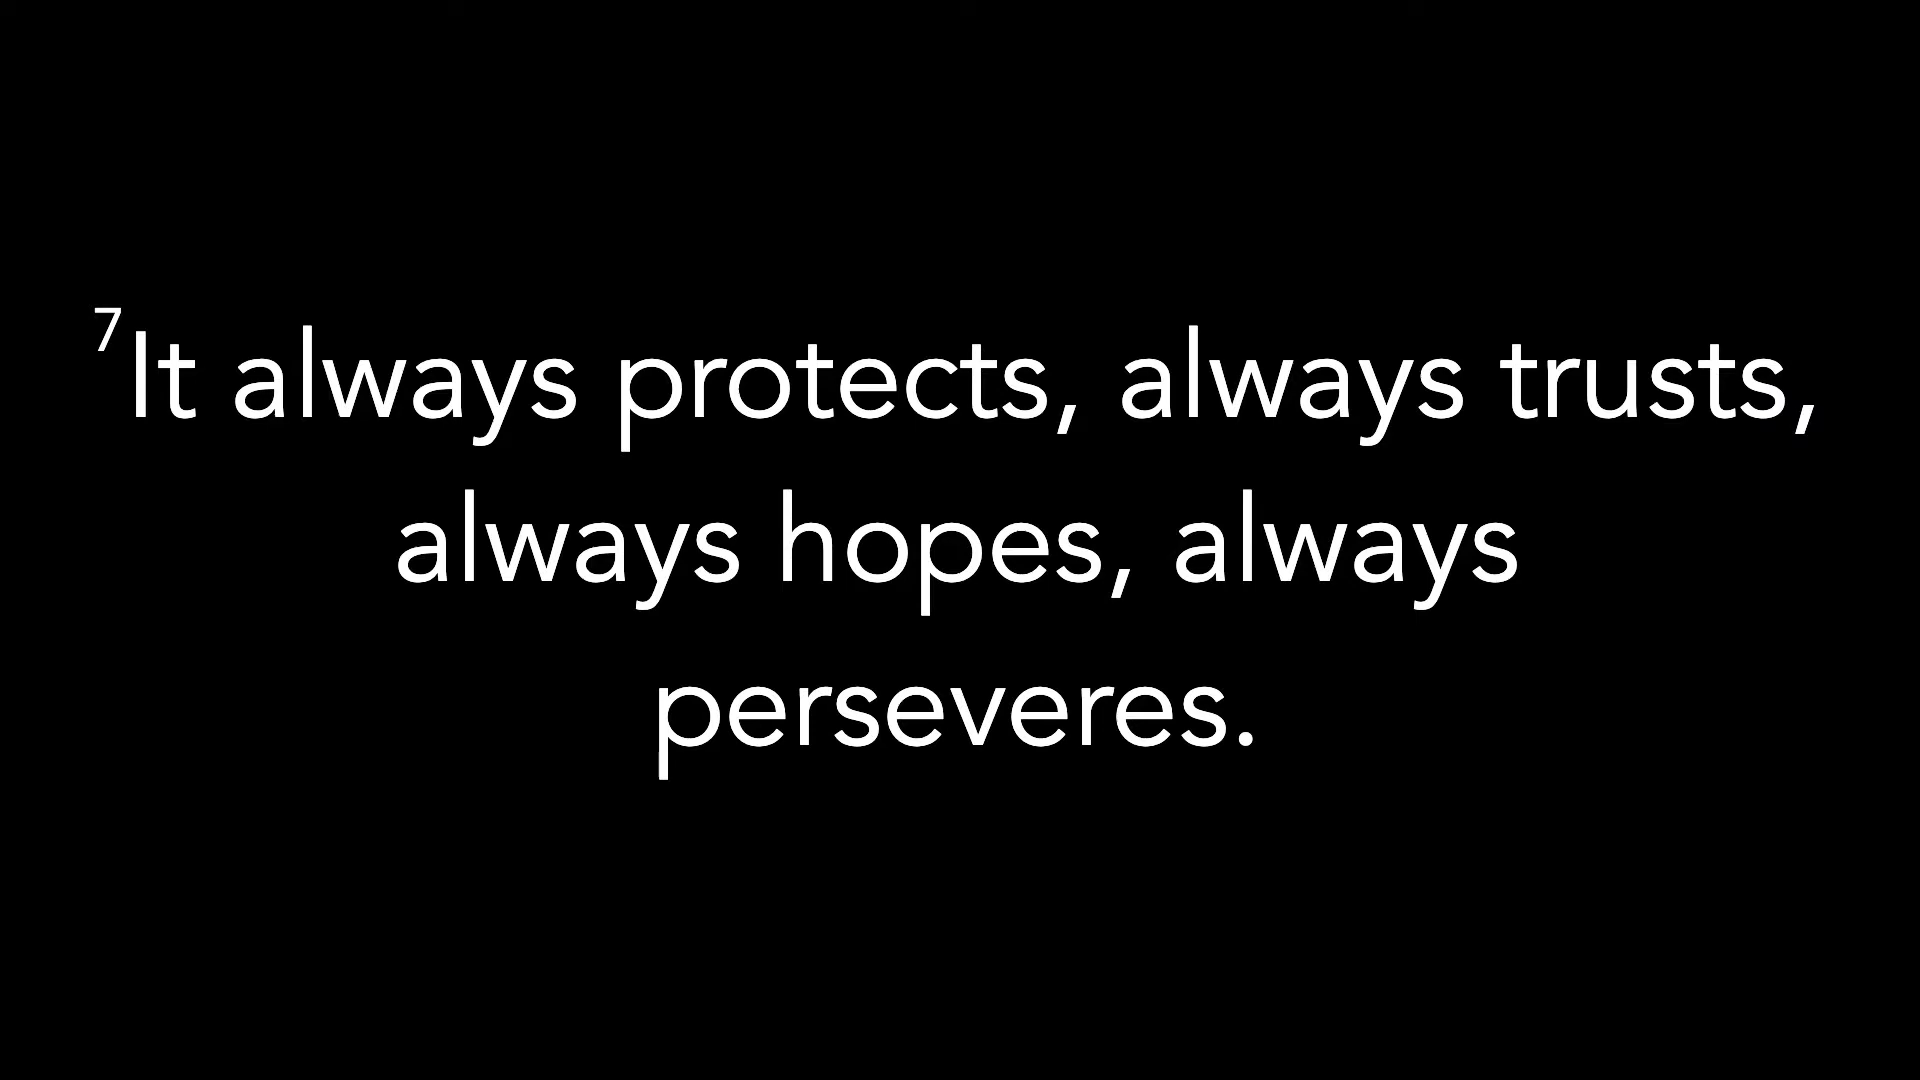 ⁷It always protects, always trusts,
always hopes, always
perseveres.